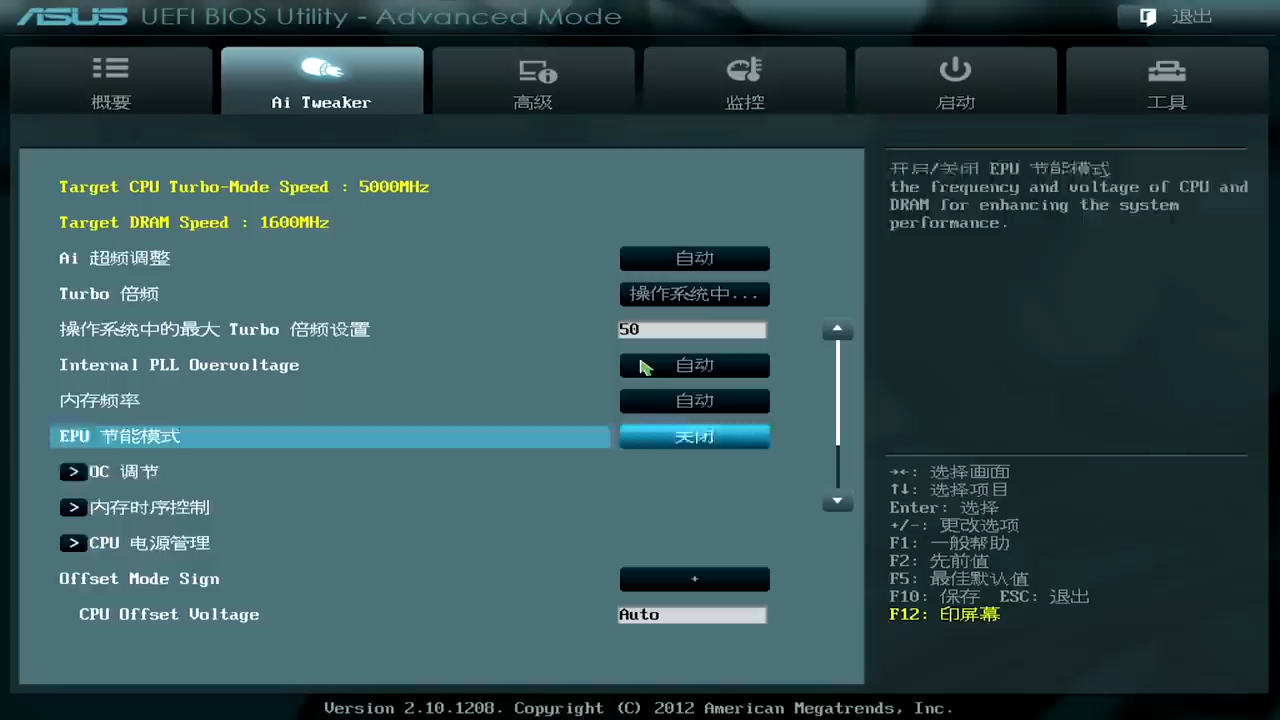 ASUS UEFI BIOS Utility - Advanced Mode
退出
概要
Ai Tweaker
高级
监控
启动
工具
Target CPU Turbo-Mode Speed : 5000MHz
Target DRAM Speed : 1600MHz
Ai 超频调整 自动
Turbo 倍频 操作系统中...
操作系统中的最大 Turbo 倍频设置 50
Internal PLL Overvoltage 自动
内存频率 自动
EPU 节能模式 关闭
> OC 调节
> 内存时序控制
> CPU 电源管理
Offset Mode Sign +
CPU Offset Voltage Auto
开启/关闭 EPU 节能模式
the frequency and voltage of CPU and
DRAM for enhancing the system
performance.
→←: 选择画面
↑↓: 选择项目
Enter: 选择
+/-: 更改选项
F1: 一般帮助
F2: 先前值
F5: 最佳默认值
F10: 保存 ESC: 退出
F12: 印屏幕
Version 2.10.1208. Copyright (C) 2012 American Megatrends, Inc.